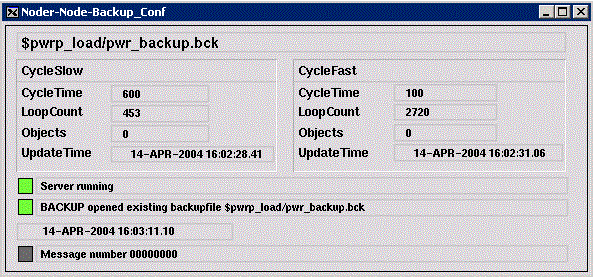 Noder-Node-Backup_Conf
$pwrp_load/pwr_backup.bck
CycleSlow
CycleTime 600
LoopCount 453
Objects 0
UpdateTime 14-APR-2004 16:02:28.41
CycleFast
CycleTime 100
LoopCount 2720
Objects 0
UpdateTime 14-APR-2004 16:02:31.06
Server running
BACKUP opened existing backupfile $pwrp_load/pwr_backup.bck
14-APR-2004 16:03:11.10
Message number 00000000